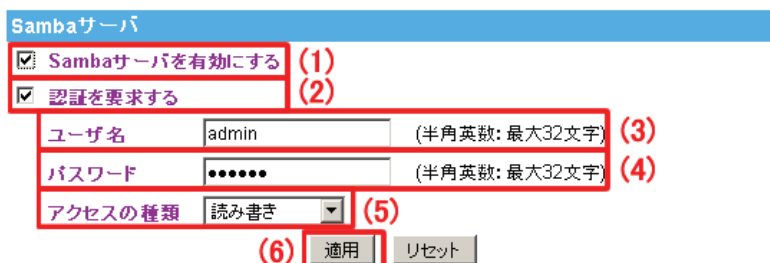 Sambaサーバ
Sambaサーバを有効にする (1)
認証を要求する (2)
ユーザ名 admin (半角英数: 最大32文字) (3)
パスワード ●●●●●● (半角英数: 最大32文字) (4)
アクセスの種類 読み書き (5)
(6) 適用 リセット